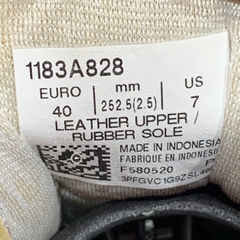 1183A828
EURO mm US
40 252.5(2.5) 7
LEATHER UPPER/
RUBBER SOLE
MADE IN INDONESIA
FABRIQUÉ EN INDONESIE
F580520